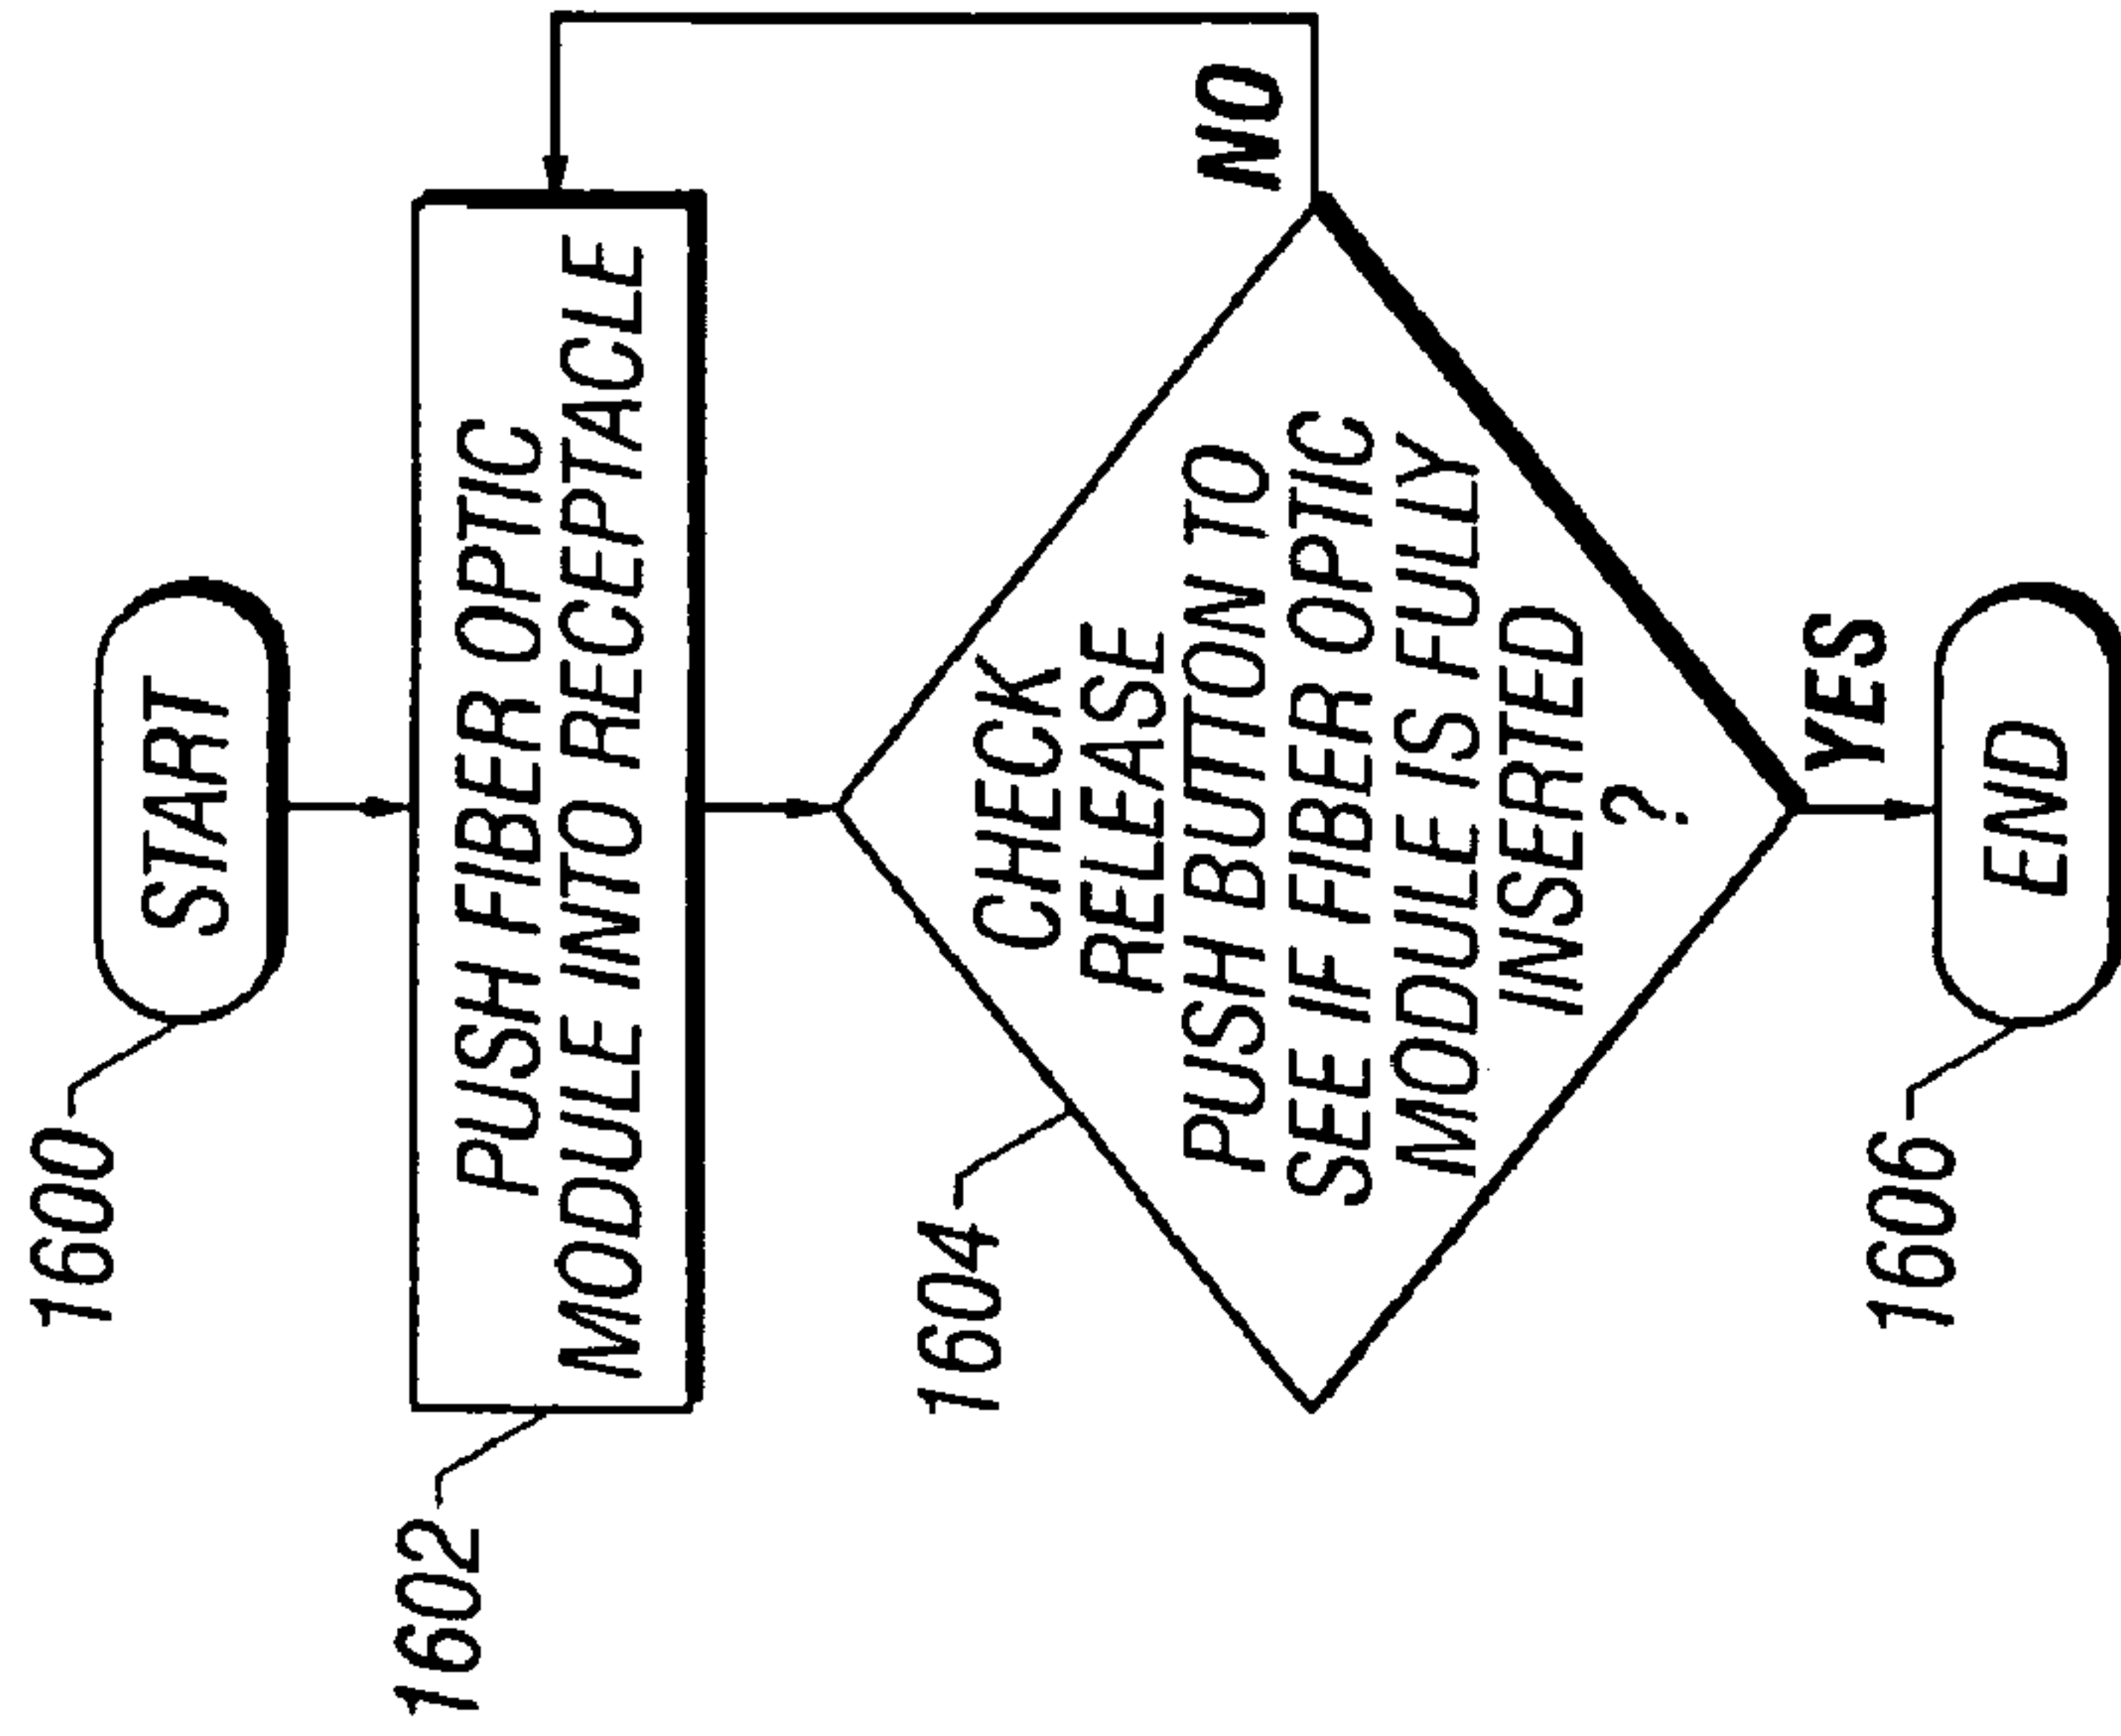 1600
START
1602
PUSH FIBER OPTIC
MODULE INTO RECEPTACLE
1604
CHECK
RELEASE
PUSH BUTTON TO
SEE IF FIBER OPTIC
MODULE IS FULLY
INSERTED
?
NO
YES
1606
END